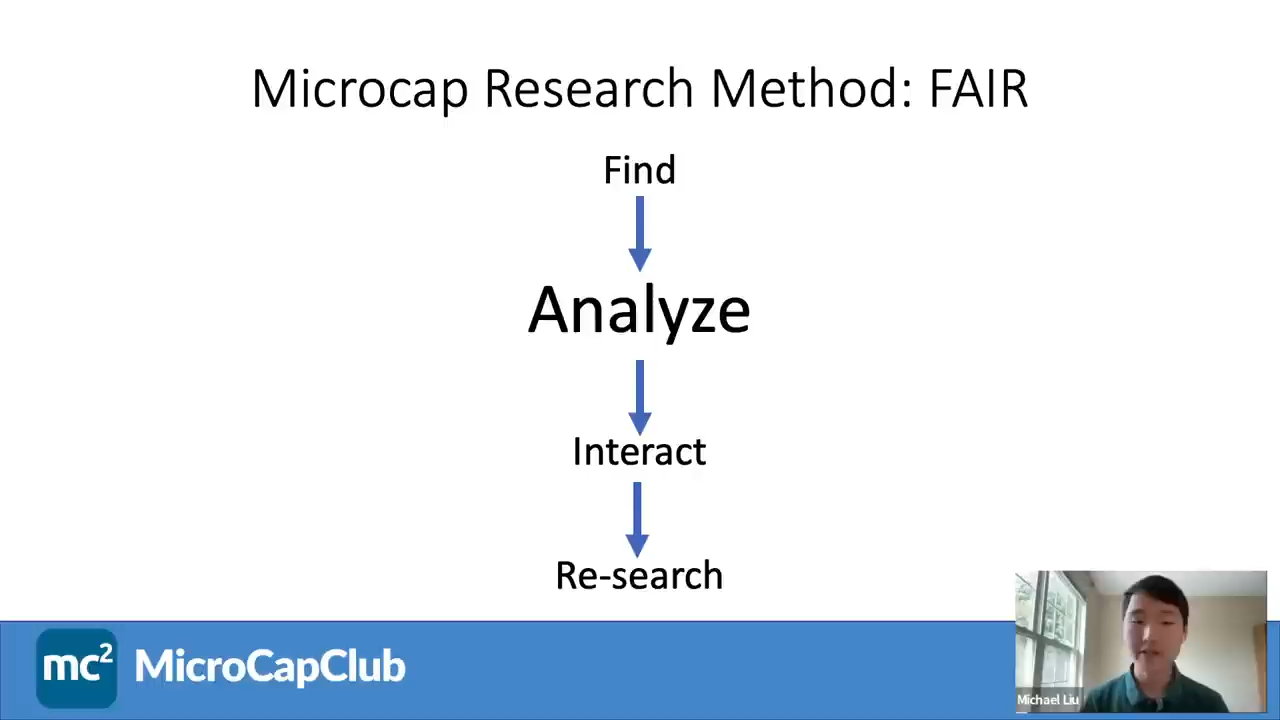 Microcap Research Method: FAIR
Find
Analyze
Interact
Re-search
mc² MicroCapClub
Michael Liu